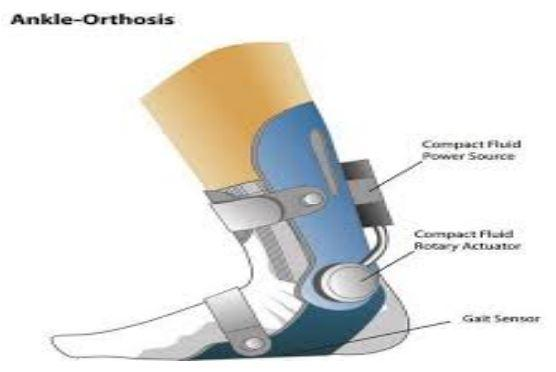 Ankle-Orthosis
Compact Fluid
Power Source
Compact Fluid
Rotary Actuator
Gait Sensor